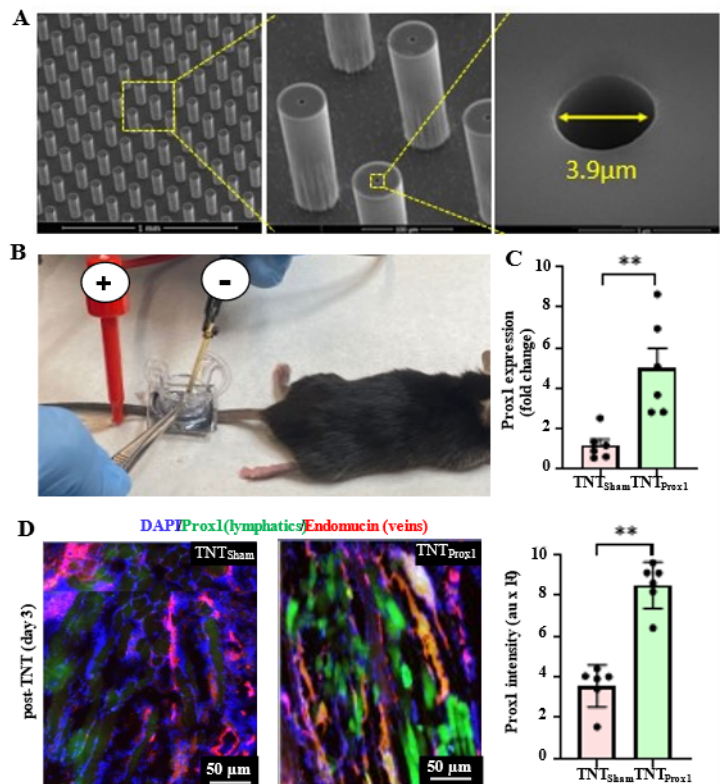 A
1 mm
3.9µm
B
+
-
C
10
8
6
4
2
0
Prox1 expression
(fold change)
**
TNTSham TNTProx1
D
DAPI/Prox1(lymphatics)/Endomucin (veins)
post-TNT (day 3)
TNTSham
50 µm
TNTProx1
50 µm
10
8
6
4
2
0
Prox1 intensity (au x
**
TNTSham TNTProx1